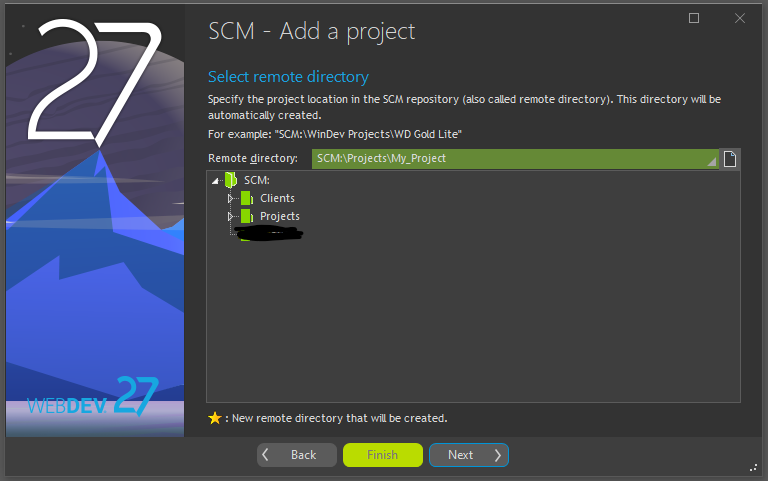 27
SCM - Add a project
Select remote directory
Specify the project location in the SCM repository (also called remote directory). This directory will be
automatically created.
For example: "SCM:\WinDev Projects\WD Gold Lite"
Remote directory: SCM:\Projects\My_Project
SCM:
Clients
Projects
WEBDEV 27
: New remote directory that will be created.
Back Finish Next